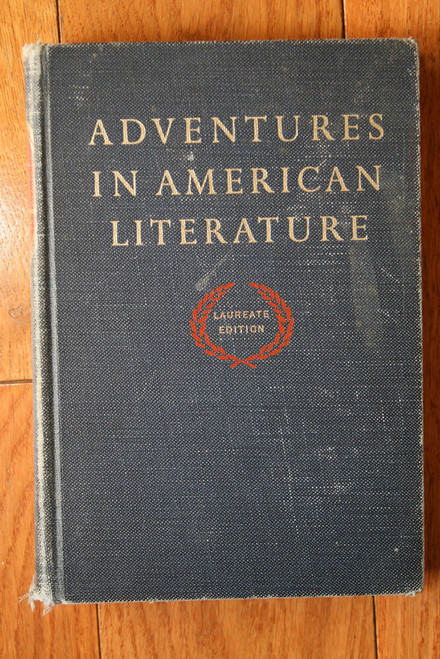 ADVENTURES
IN AMERICAN
LITERATURE
LAUREATE
EDITION